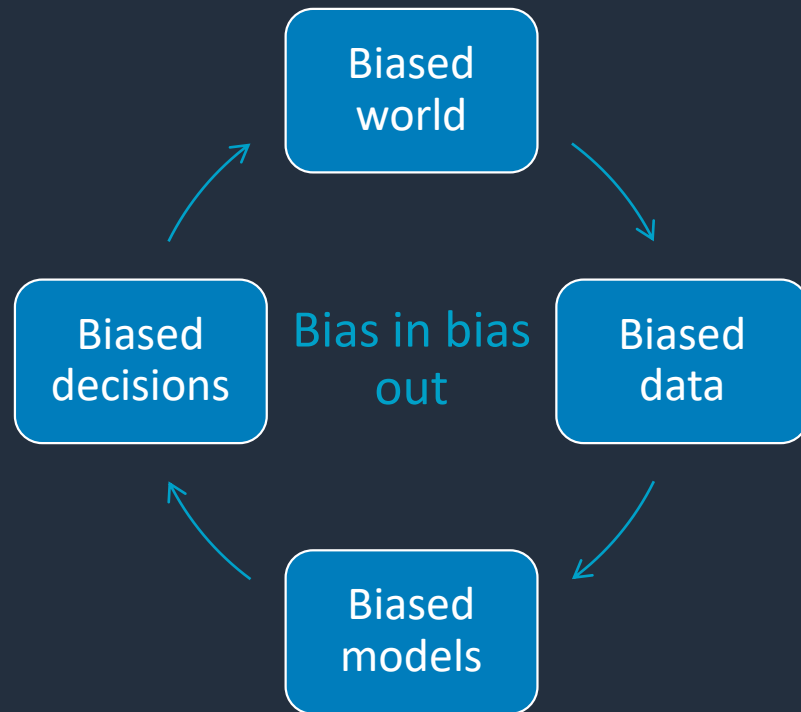 Biased
world
Biased
decisions
Bias in bias
out
Biased
data
Biased
models